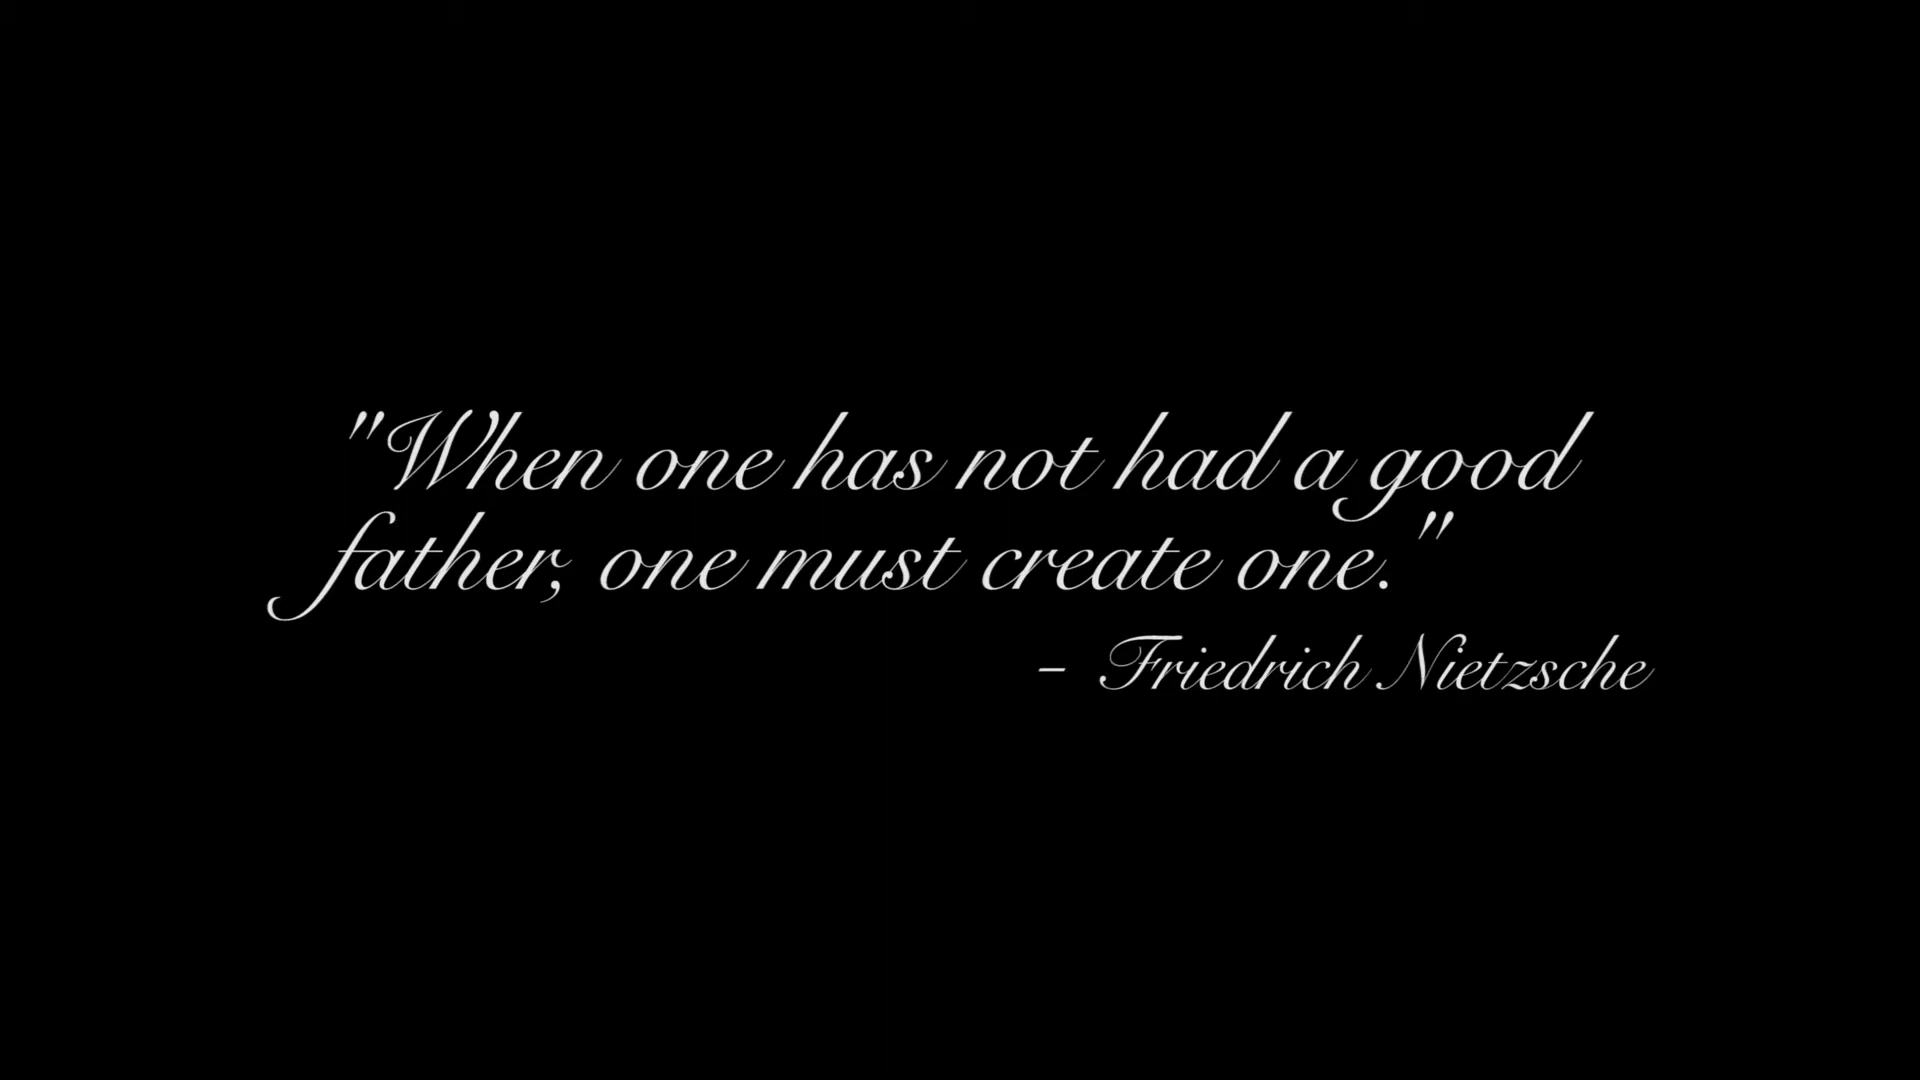 "When one has not had a good
father, one must create one."
- Friedrich Nietzsche